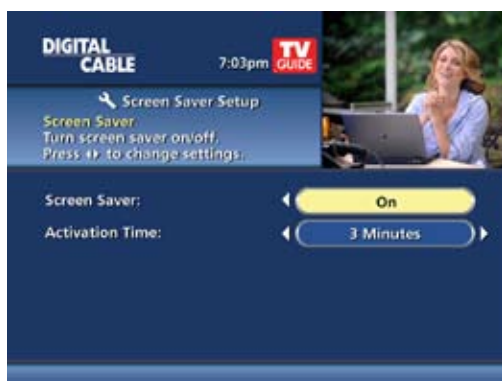 DIGITAL
CABLE
7:03pm
TV
GUIDE
Screen Saver Setup
Screen Saver
Turn screen saver on/off.
Press ◀▶ to change settings.
Screen Saver:
On
Activation Time:
3 Minutes